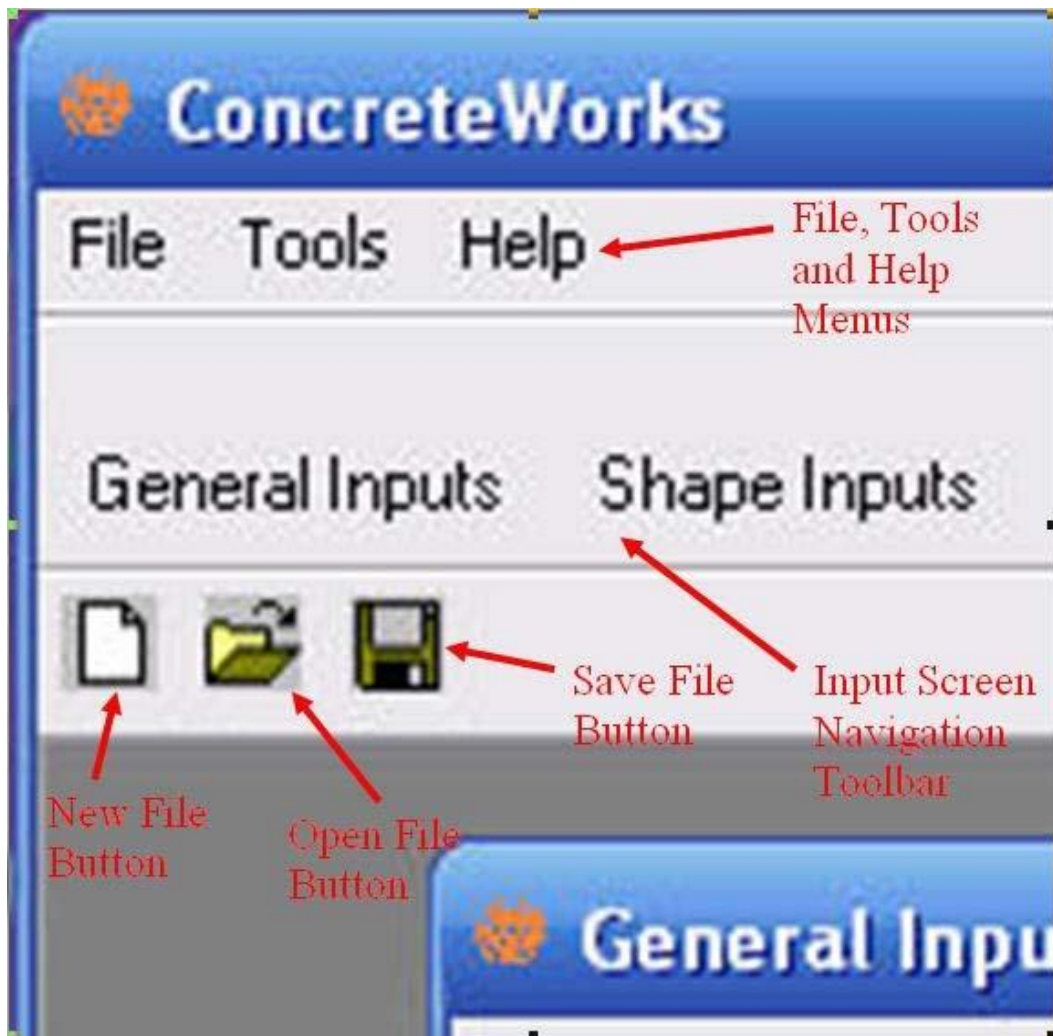 ConcreteWorks
File Tools Help
File, Tools
and Help
Menus
General Inputs Shape Inputs
Save File
Button
Input Screen
Navigation
Toolbar
New File
Button
Open File
Button
General Inpu